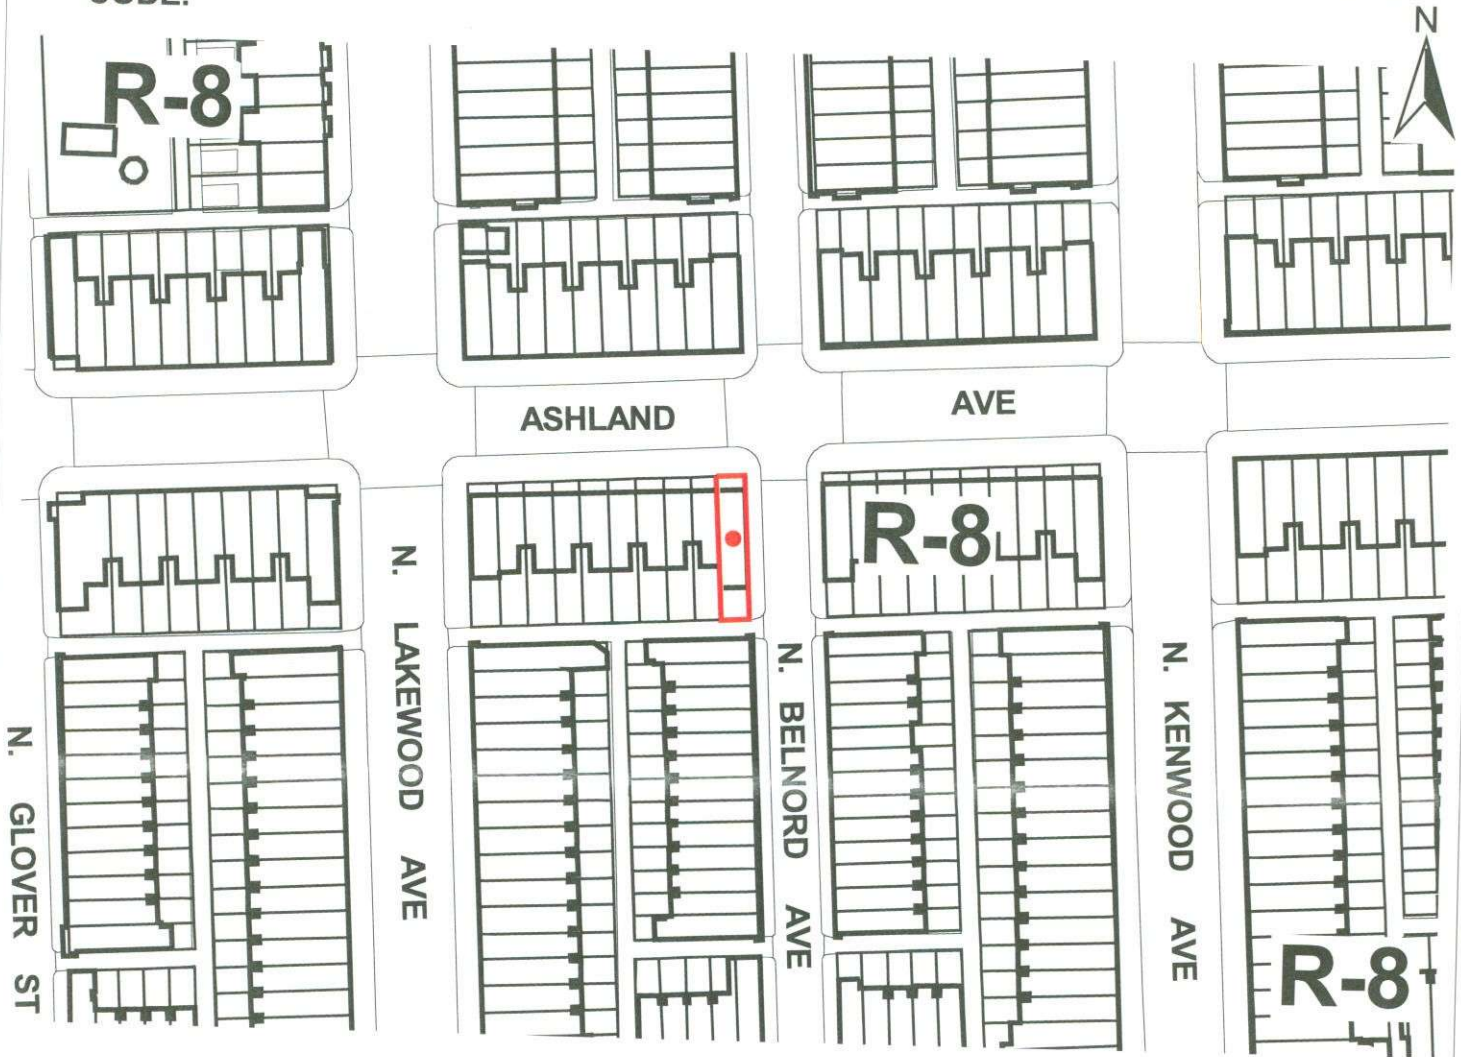 CODE.
N
R-8
ASHLAND AVE
R-8
N. GLOVER ST
N. LAKEWOOD AVE
N. BELNORD AVE
N. KENWOOD AVE
R-8